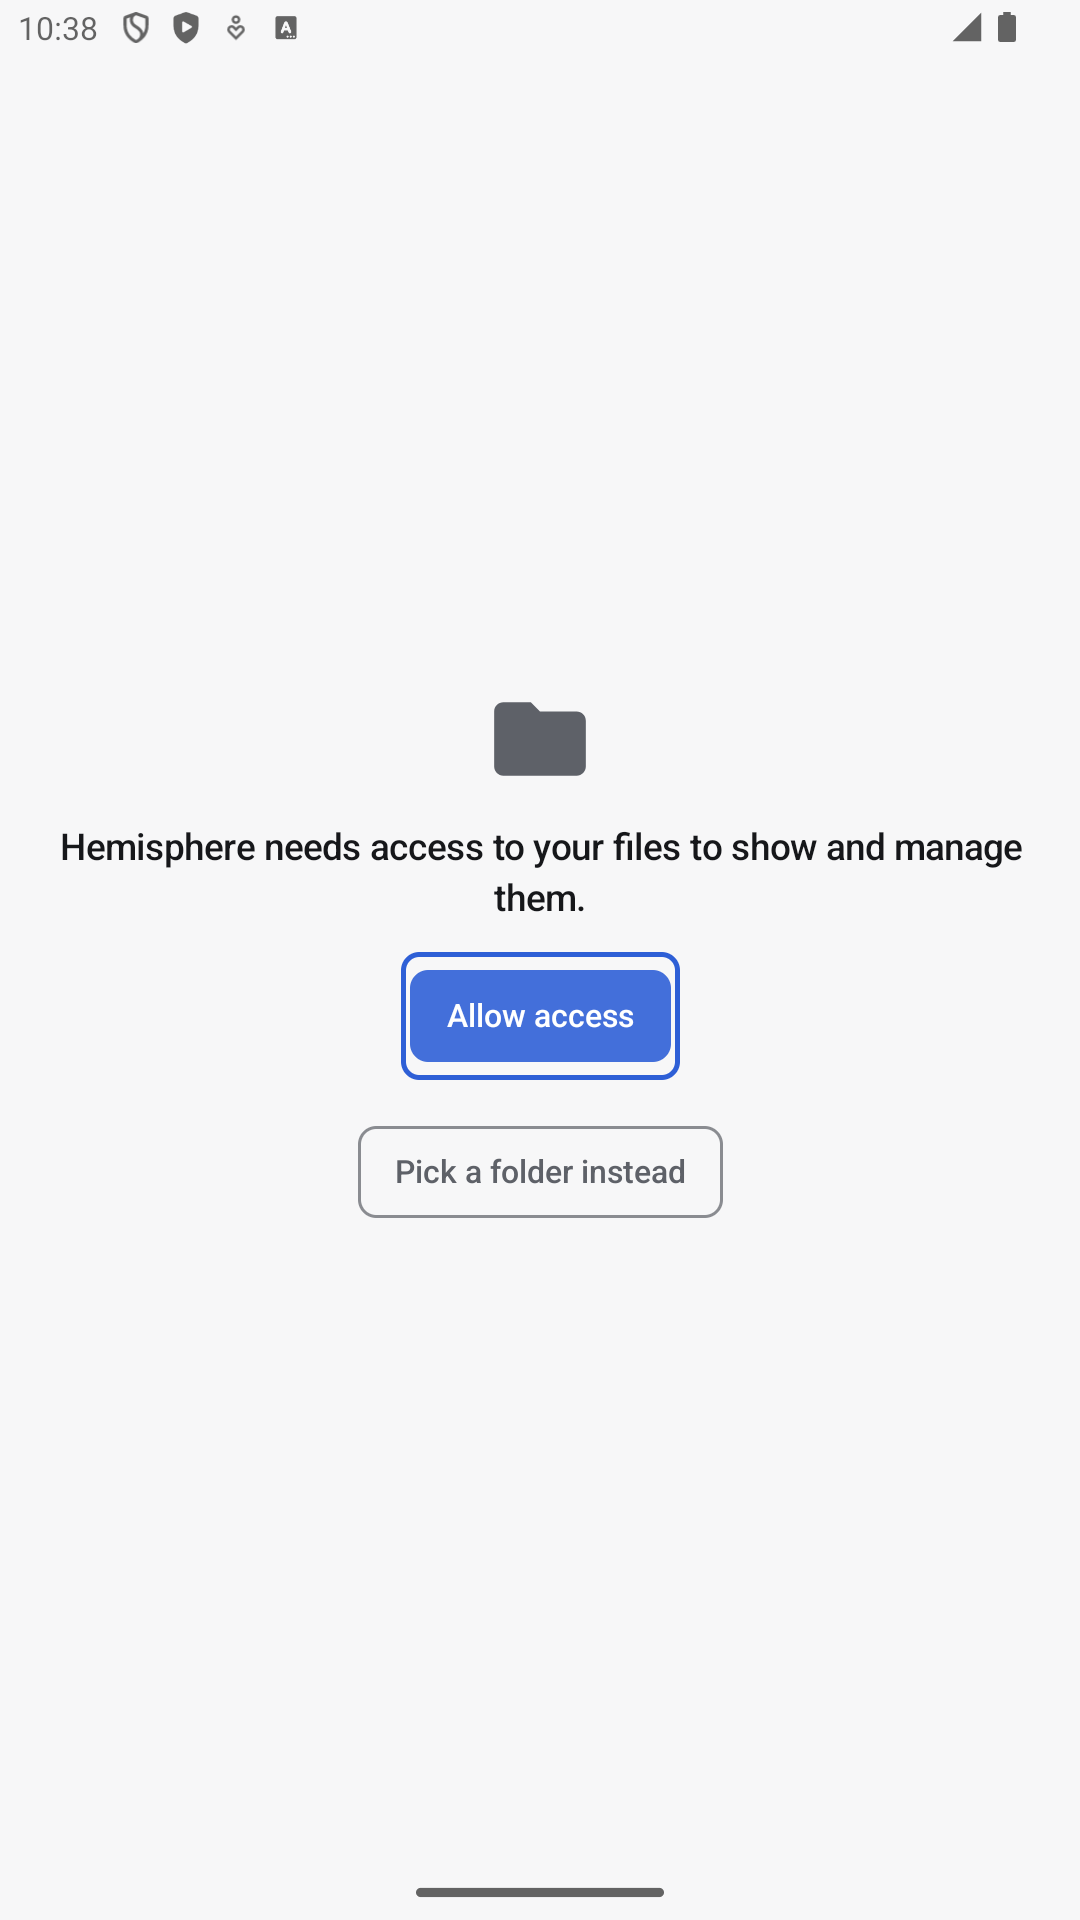 10:38
Hemisphere needs access to your files to show and manage
them.
Allow access
Pick a folder instead